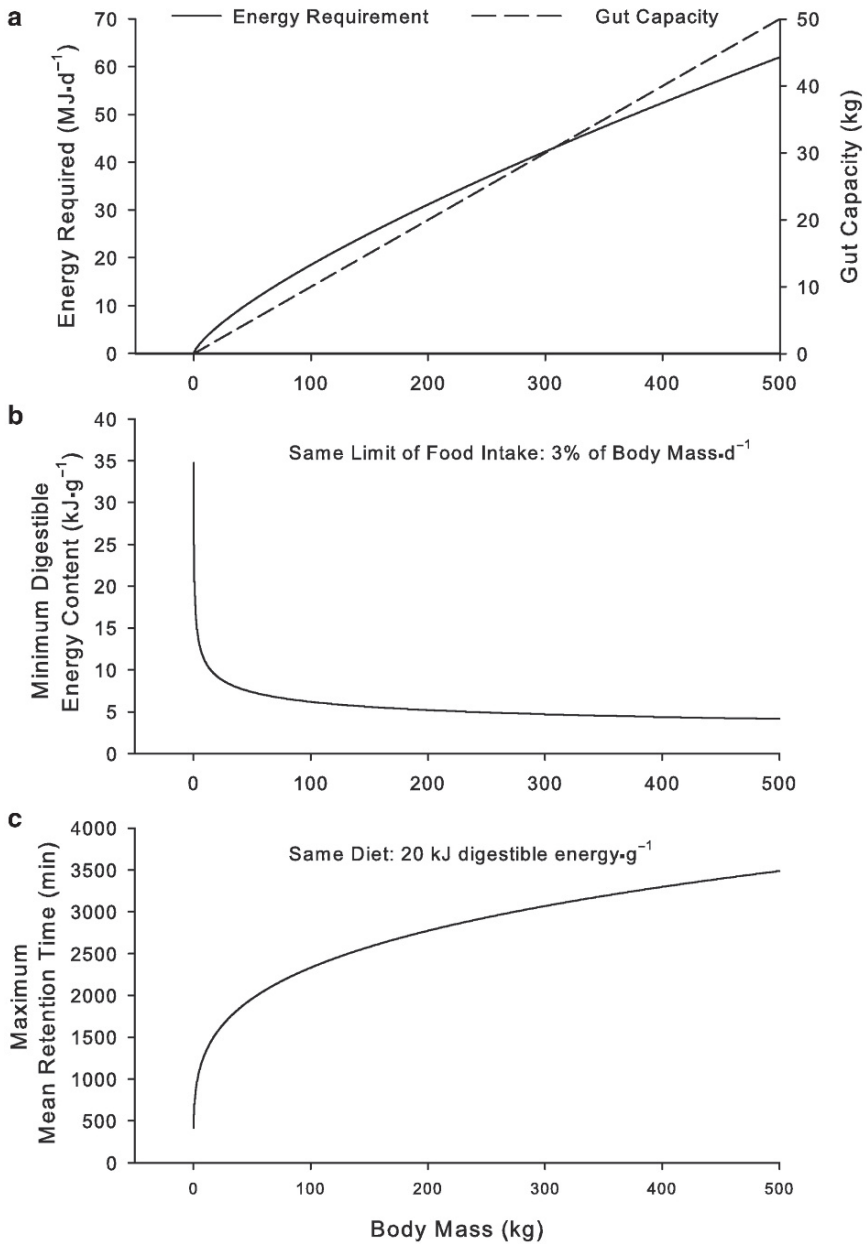 a
Energy Requirement
Gut Capacity
Energy Required (MJ▪d⁻¹)
70
60
50
40
30
20
10
0
Gut Capacity (kg)
50
40
30
20
10
0
0 100 200 300 400 500
b
Same Limit of Food Intake: 3% of Body Mass▪d⁻¹
Minimum Digestible
Energy Content (kJ▪g⁻¹)
40
35
30
25
20
15
10
5
0
0 100 200 300 400 500
c
Same Diet: 20 kJ digestible energy▪g⁻¹
Maximum
Mean Retention Time (min)
4000
3500
3000
2500
2000
1500
1000
500
0
0 100 200 300 400 500
Body Mass (kg)